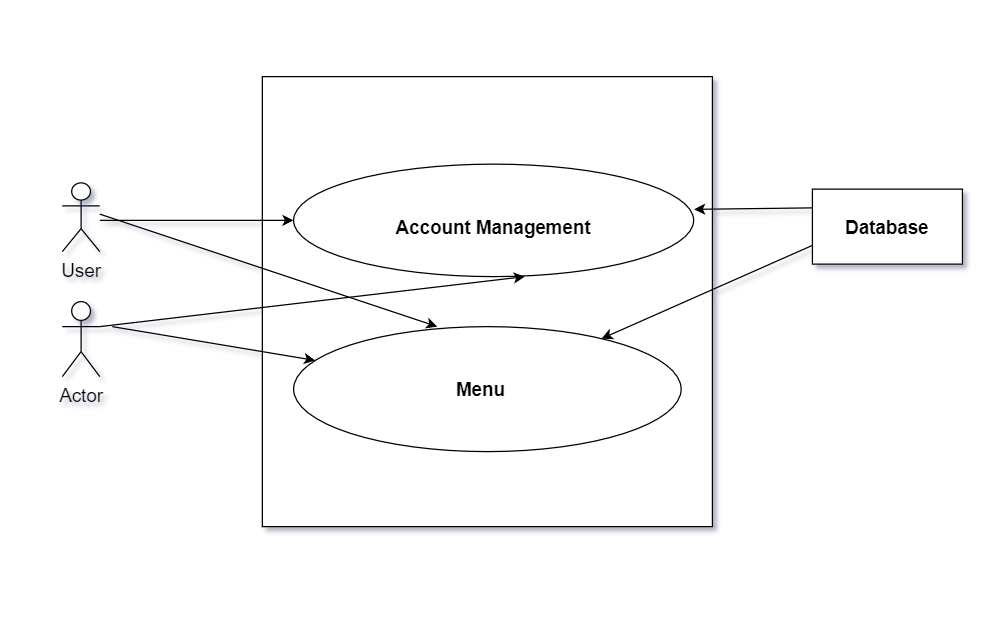 Account Management
Database
User
Menu
Actor